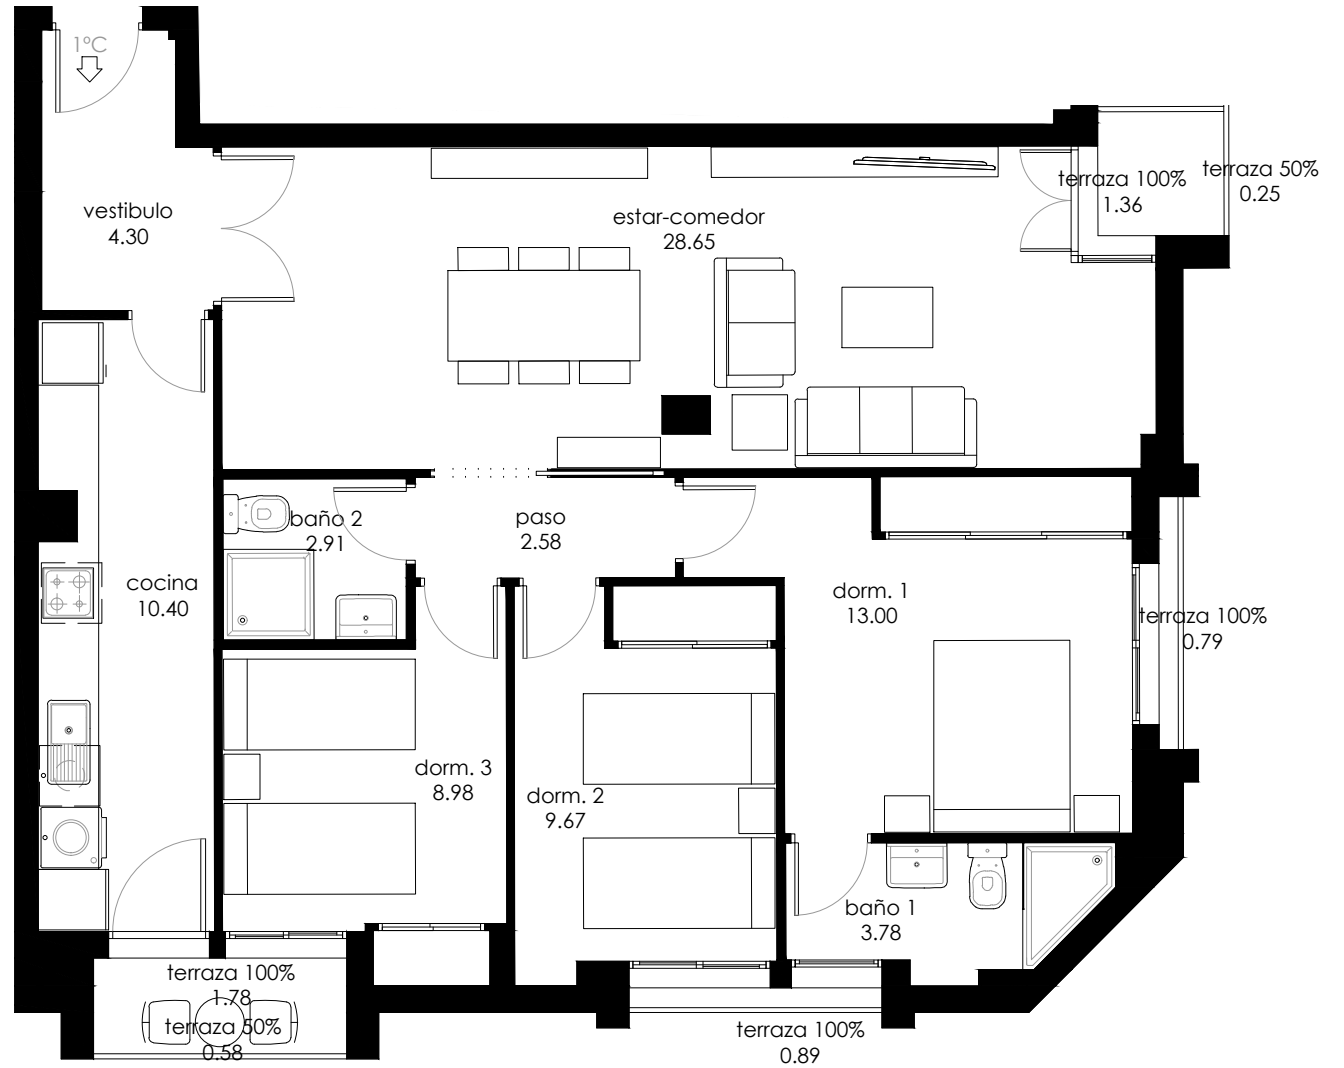 1ºC
terraza 50%
0.25
terraza 100%
1.36
vestibulo
4.30
estar-comedor
28.65
baño 2
2.91
paso
2.58
cocina
10.40
dorm. 1
13.00
terraza 100%
0.79
dorm. 3
8.98
dorm. 2
9.67
baño 1
3.78
terraza 100%
1.78
terraza 50%
0.58
terraza 100%
0.89